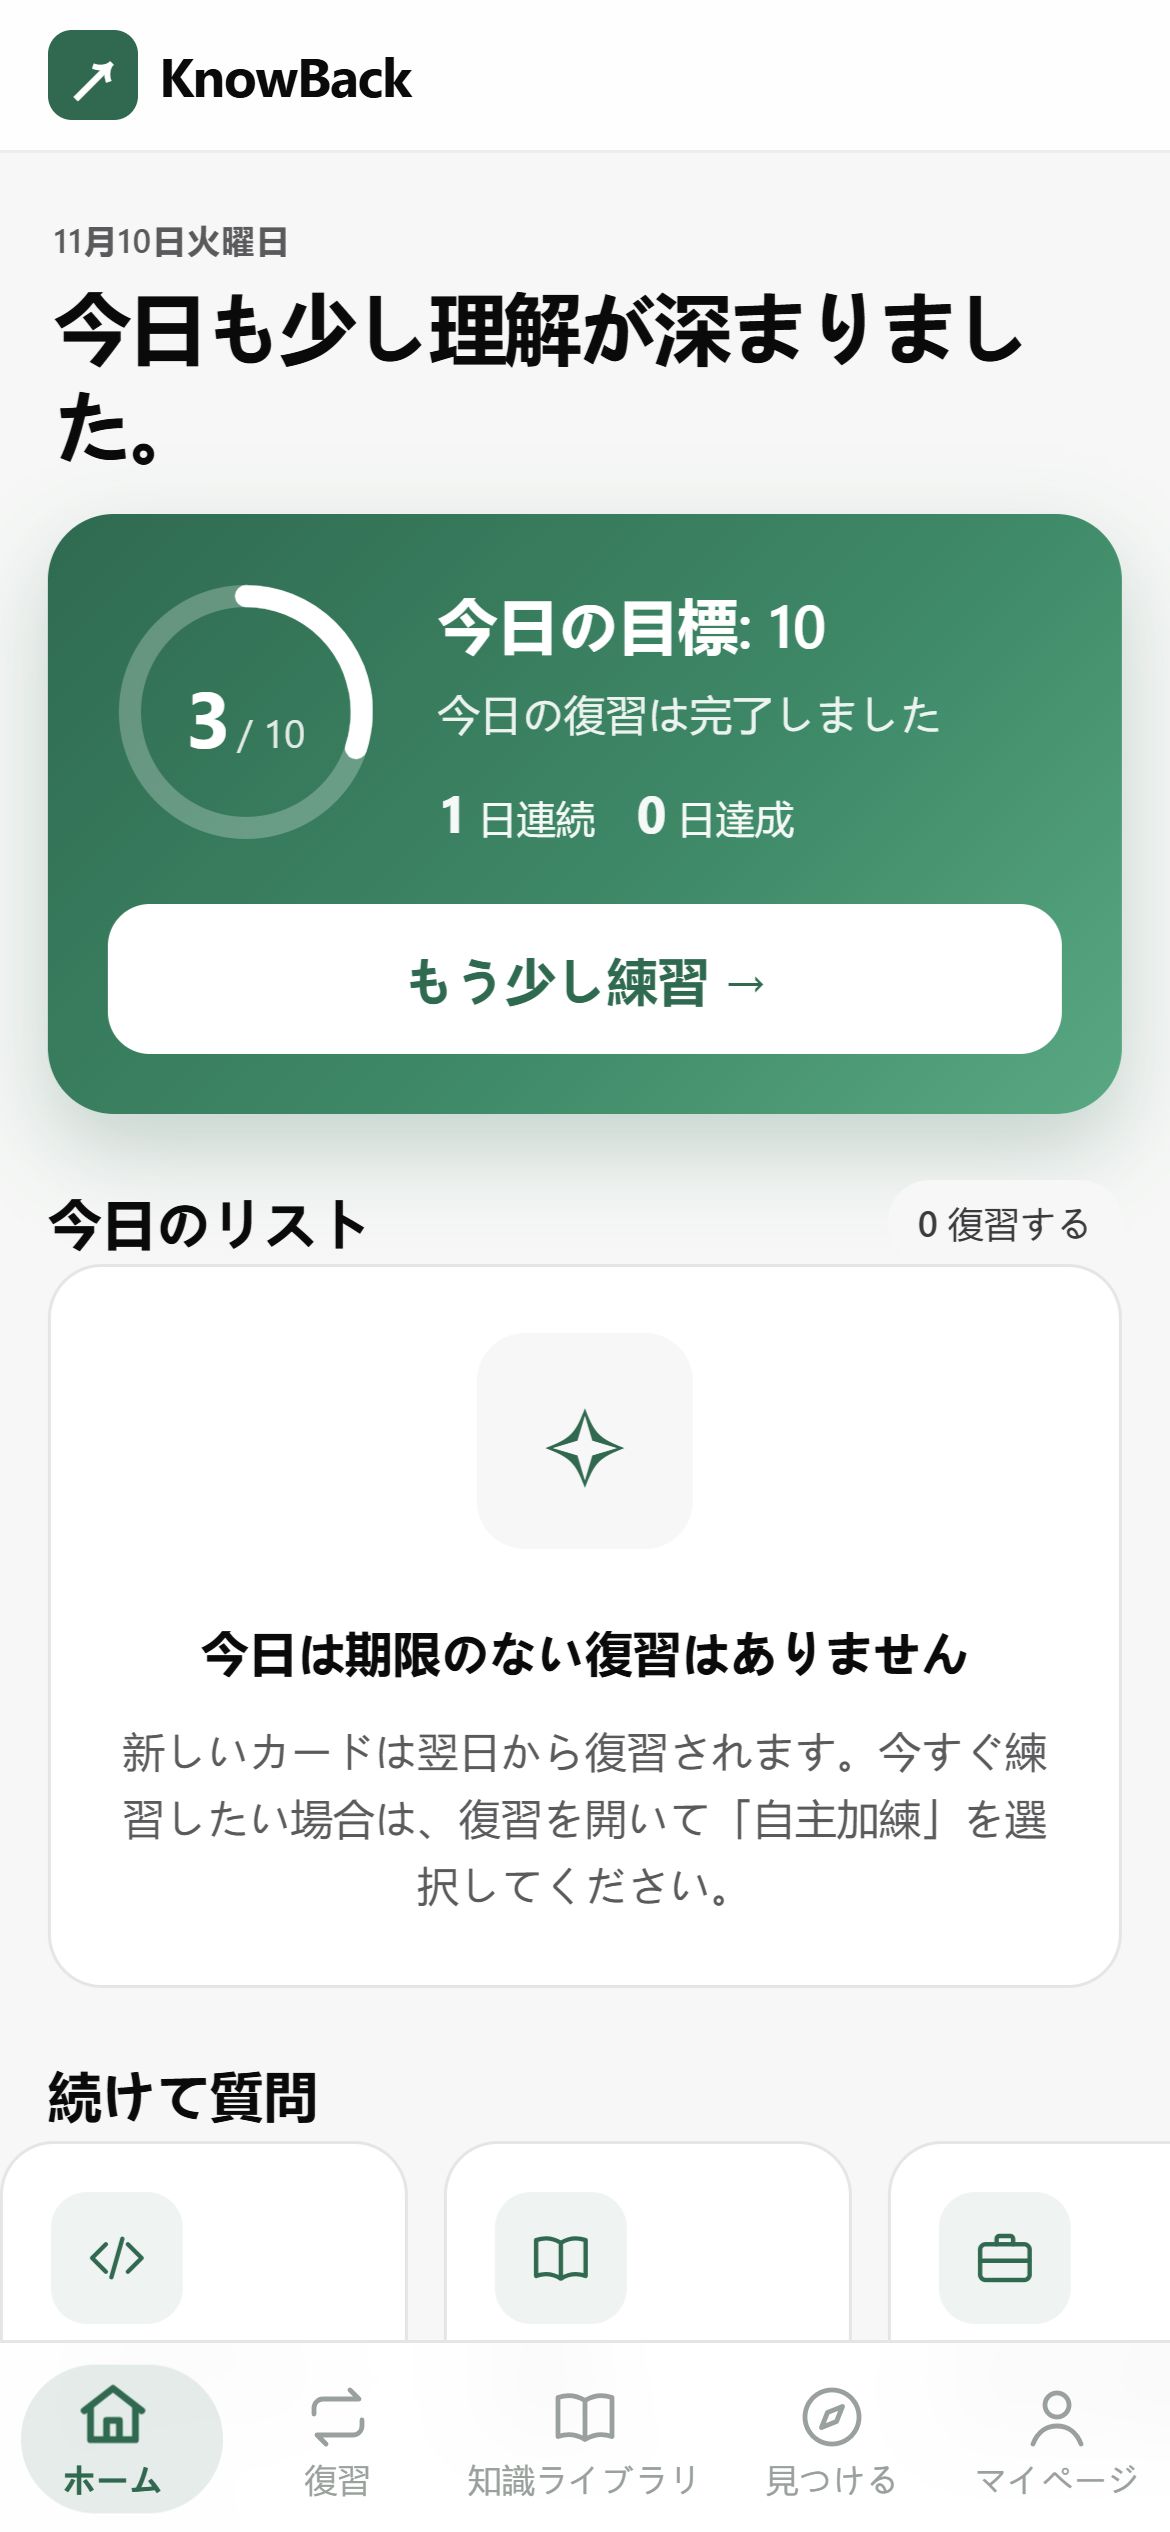 KnowBack
11月10日火曜日
今日も少し理解が深まりまし
た。
3 / 10
今日の目標: 10
今日の復習は完了しました
1 日連続 0 日達成
もう少し練習 →
今日のリスト
0 復習する
今日は期限のない復習はありません
新しいカードは翌日から復習されます。今すぐ練
習したい場合は、復習を開いて「自主加練」を選
択してください。
続けて質問
ホーム
復習
知識ライブラリ
見つける
マイページ